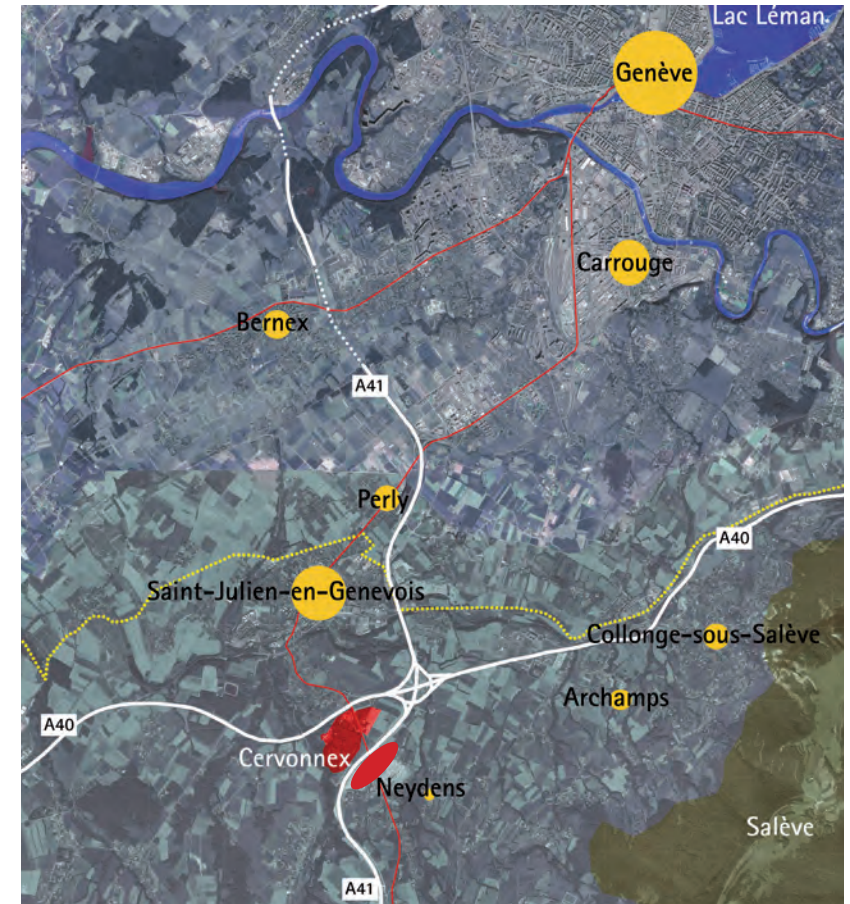 Lac Léman
Genève
Carrouge
Bernex
A41
Perly
A40
Saint-Julien-en-Genevois
Collonge-sous-Salève
Archamps
A40
Cervonnex
Neydens
Salève
A41